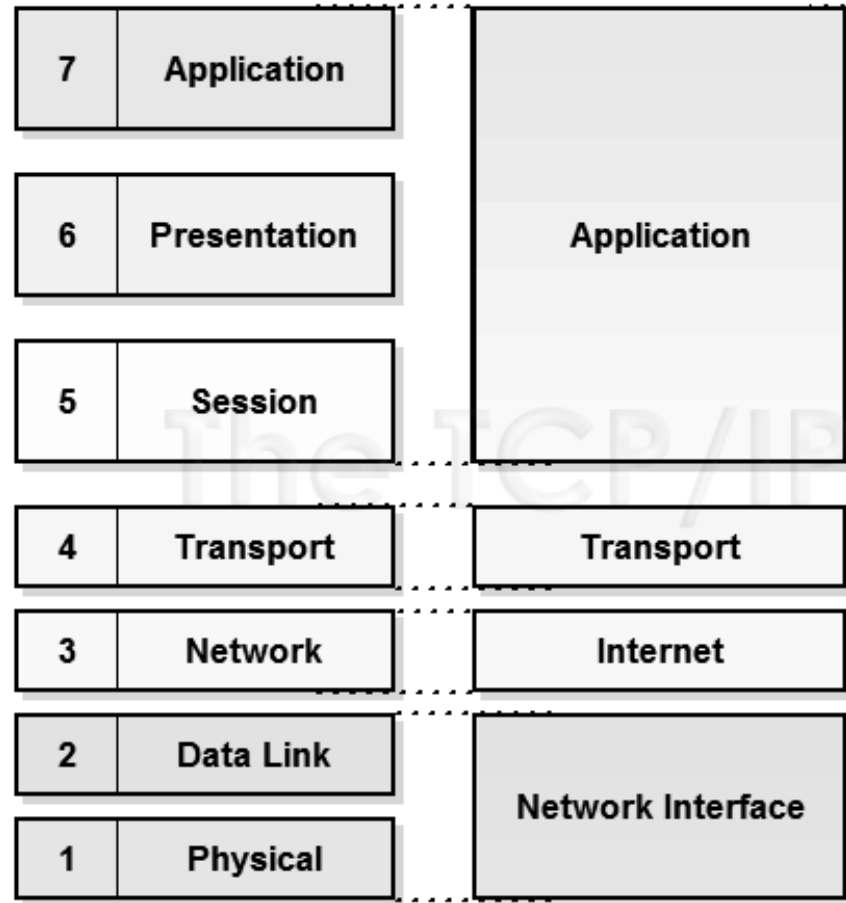 7 Application
6 Presentation
Application
5 Session
The TCP/IP
4 Transport
Transport
3 Network
Internet
2 Data Link
Network Interface
1 Physical